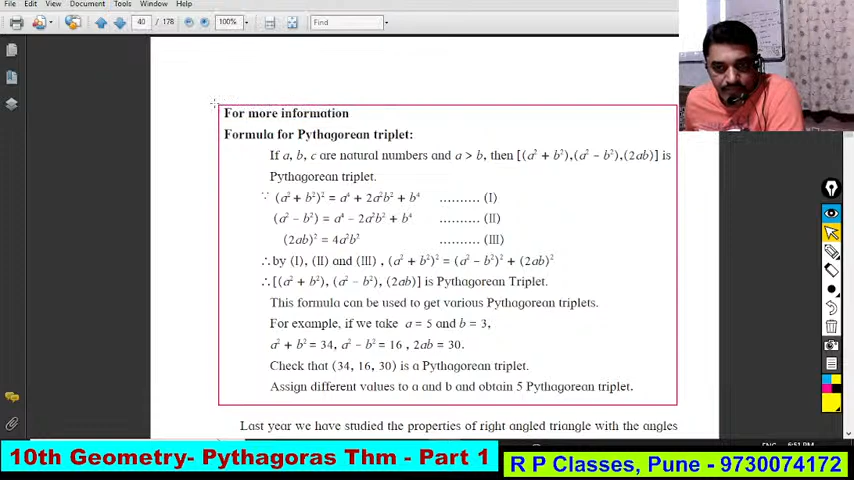 File View Document Tools Window Help
40 / 178 100% Find
For more information
Formula for Pythagorean triplet:
If a, b, c are natural numbers and a > b, then [(a² + b²),(a² − b²),(2ab)] is
Pythagorean triplet.
∵ (a² + b²)² = a⁴ + 2a²b² + b⁴ .......... (I)
(a² − b²) = a⁴ − 2a²b² + b⁴ .......... (II)
(2ab)² = 4a²b² .......... (III)
∴ by (I), (II) and (III) , (a² + b²)² = (a² − b²)² + (2ab)²
∴ [(a² + b²), (a² − b²), (2ab)] is Pythagorean Triplet.
This formula can be used to get various Pythagorean triplets.
For example, if we take a = 5 and b = 3,
a² + b² = 34, a² − b² = 16 , 2ab = 30.
Check that (34, 16, 30) is a Pythagorean triplet.
Assign different values to a and b and obtain 5 Pythagorean triplet.
Last year we have studied the properties of right angled triangle with the angles
10th Geometry- Pythagoras Thm - Part 1
R P Classes, Pune - 9730074172